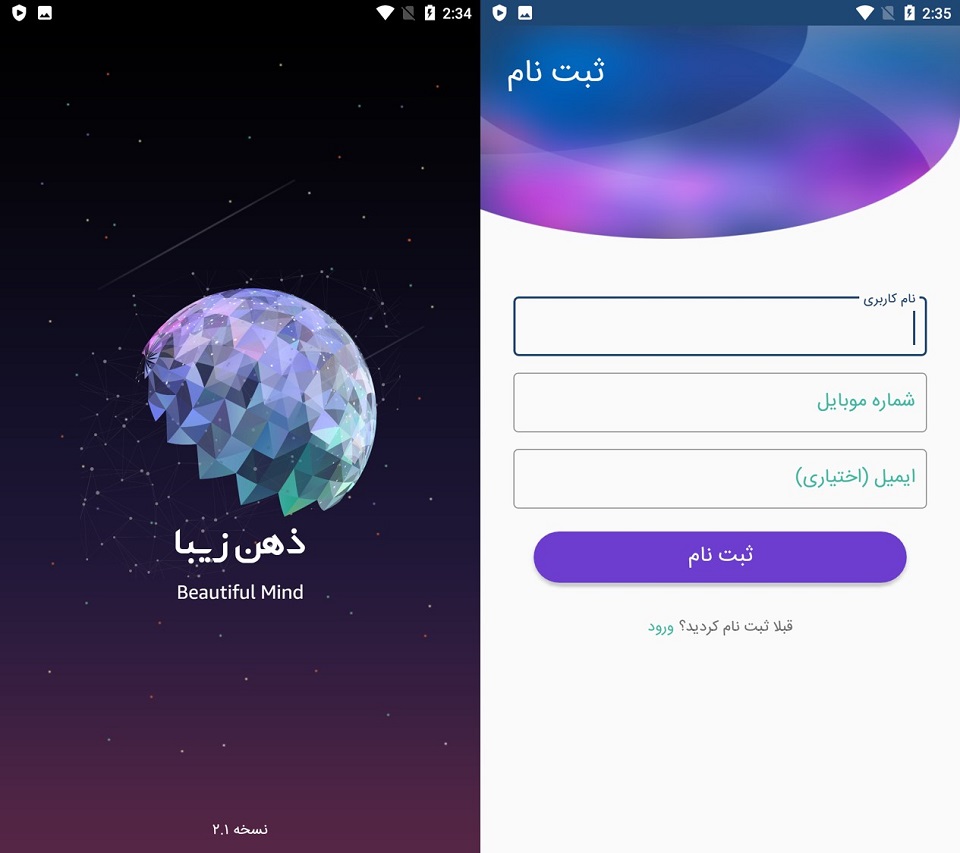 2:34
ذهن زیبا
Beautiful Mind
نسخه ۲.۱
2:35
ثبت نام
نام کاربری
شماره موبایل
ایمیل (اختیاری)
ثبت نام
قبلا ثبت نام کردید؟ ورود